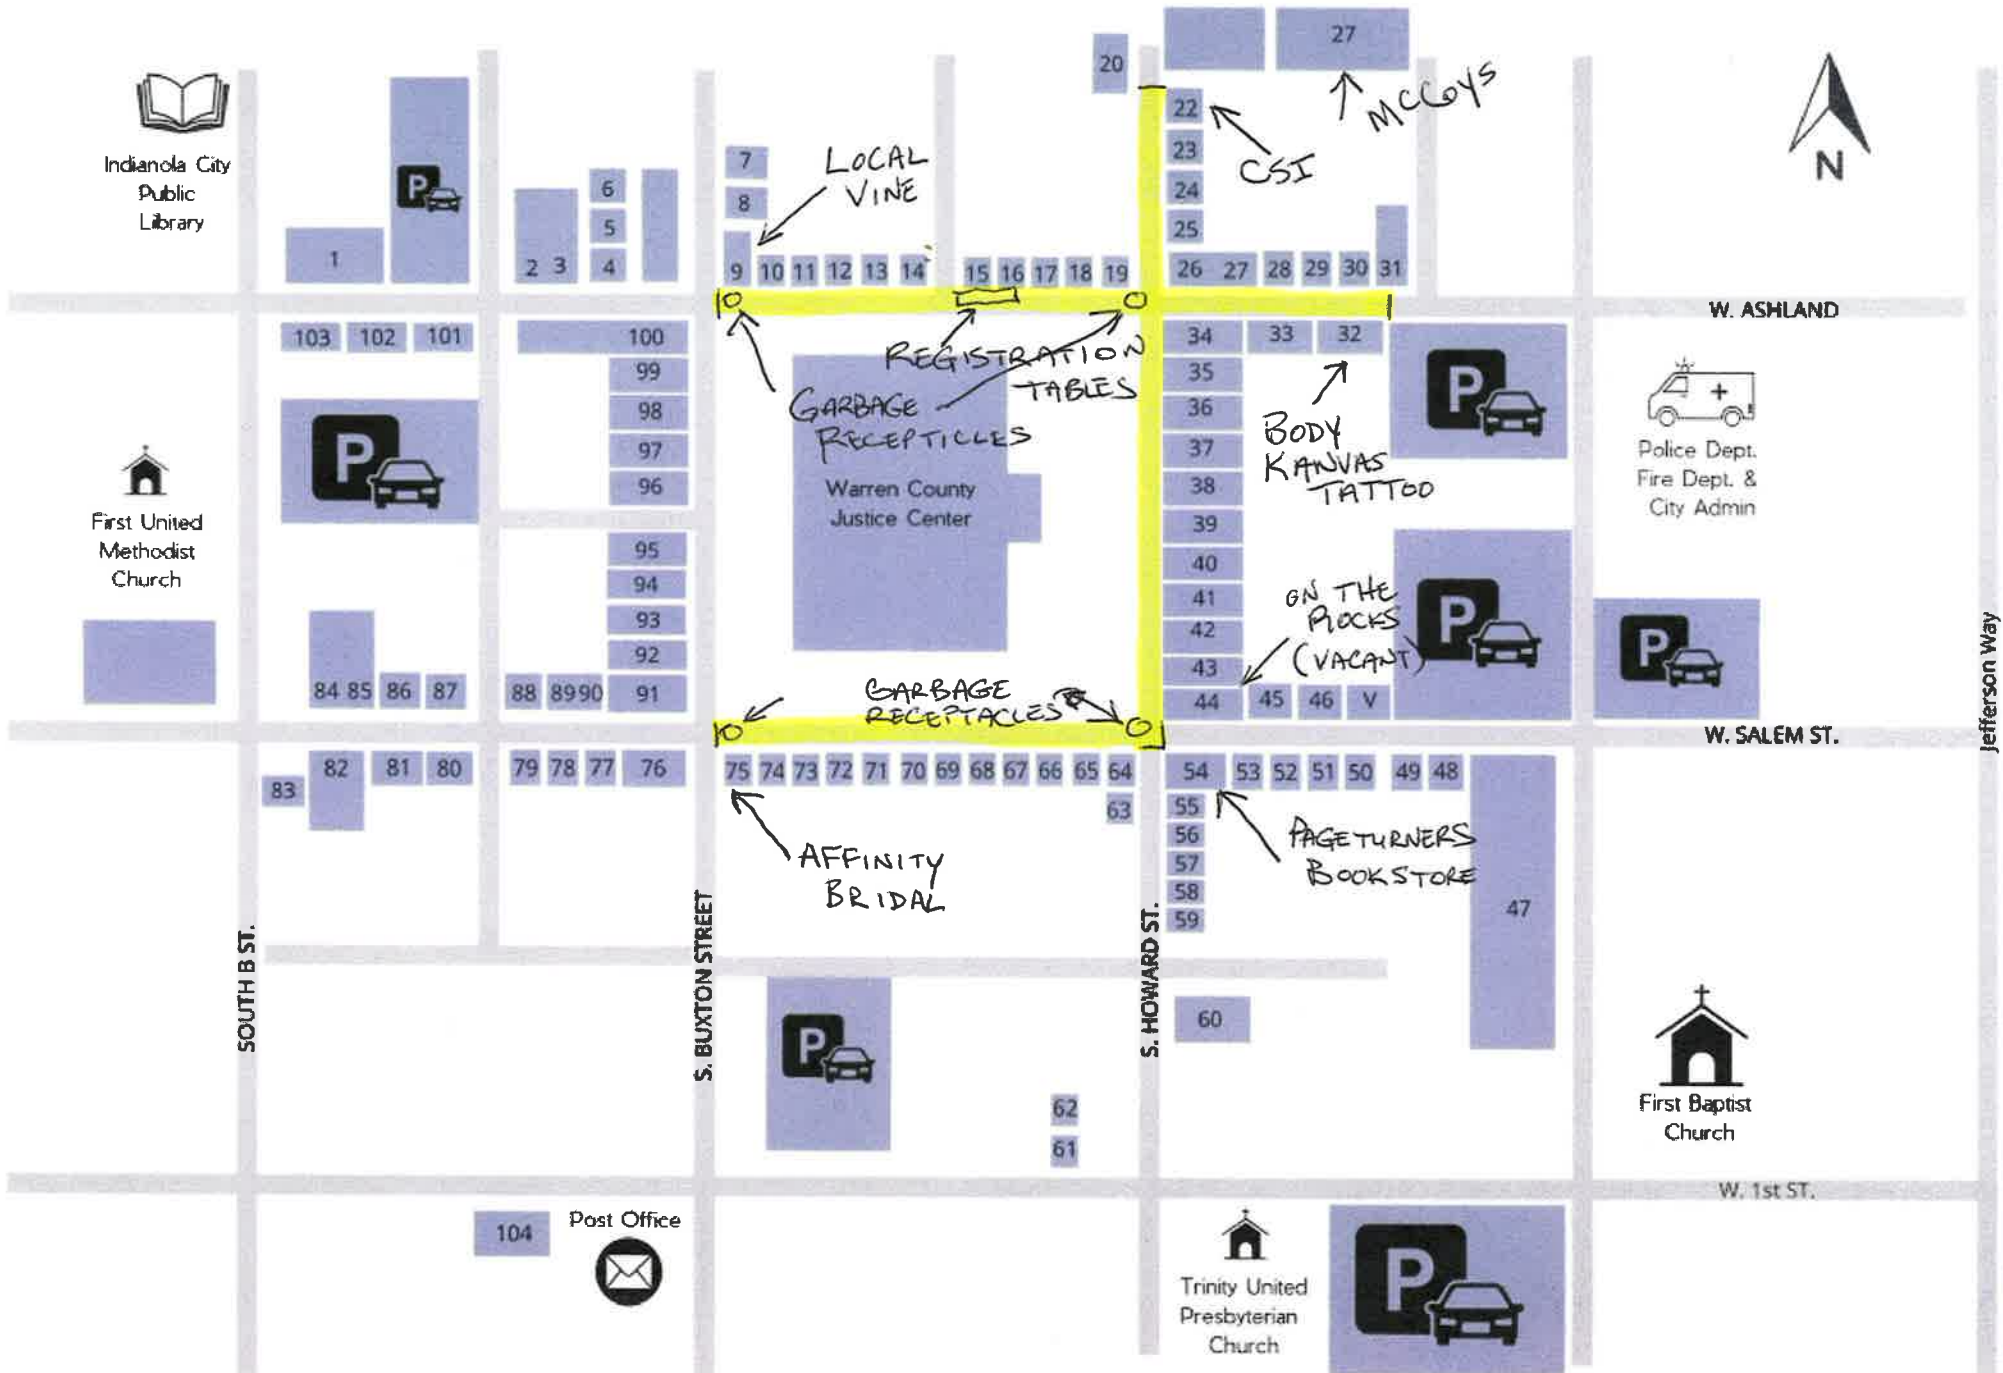 27
20
McCoys
22
CSI
23
24
25
N
Indianola City
Public
Library
P
7
8
LOCAL
VINE
6
5
4
1
2 3
9 10 11 12 13 14 15 16 17 18 19
26 27 28 29 30 31
W. ASHLAND
103 102 101
100
99
98
97
96
REGISTRATION
TABLES
GARBAGE
RECEPTICLES
Warren County
Justice Center
34 33 32
35
36
37
38
39
40
41
42
43
44 45 46 V
BODY
KANVAS
TATTOO
P
Police Dept.
Fire Dept. &
City Admin
P
First United
Methodist
Church
95
94
93
92
91
ON THE
ROCKS
(VACANT)
P
P
Jefferson Way
84 85 86 87
88 89 90
GARBAGE
RECEPTACLES
W. SALEM ST.
83
82 81 80
79 78 77 76
75 74 73 72 71 70 69 68 67 66 65 64
63
54 53 52 51 50 49 48
55
56
57
58
59
AFFINITY
BRIDAL
PAGETURNERS
BOOKSTORE
47
SOUTH B ST.
S. BUXTON STREET
S. HOWARD ST.
P
60
62
61
First Baptist
Church
W. 1st ST.
104
Post Office
Trinity United
Presbyterian
Church
P